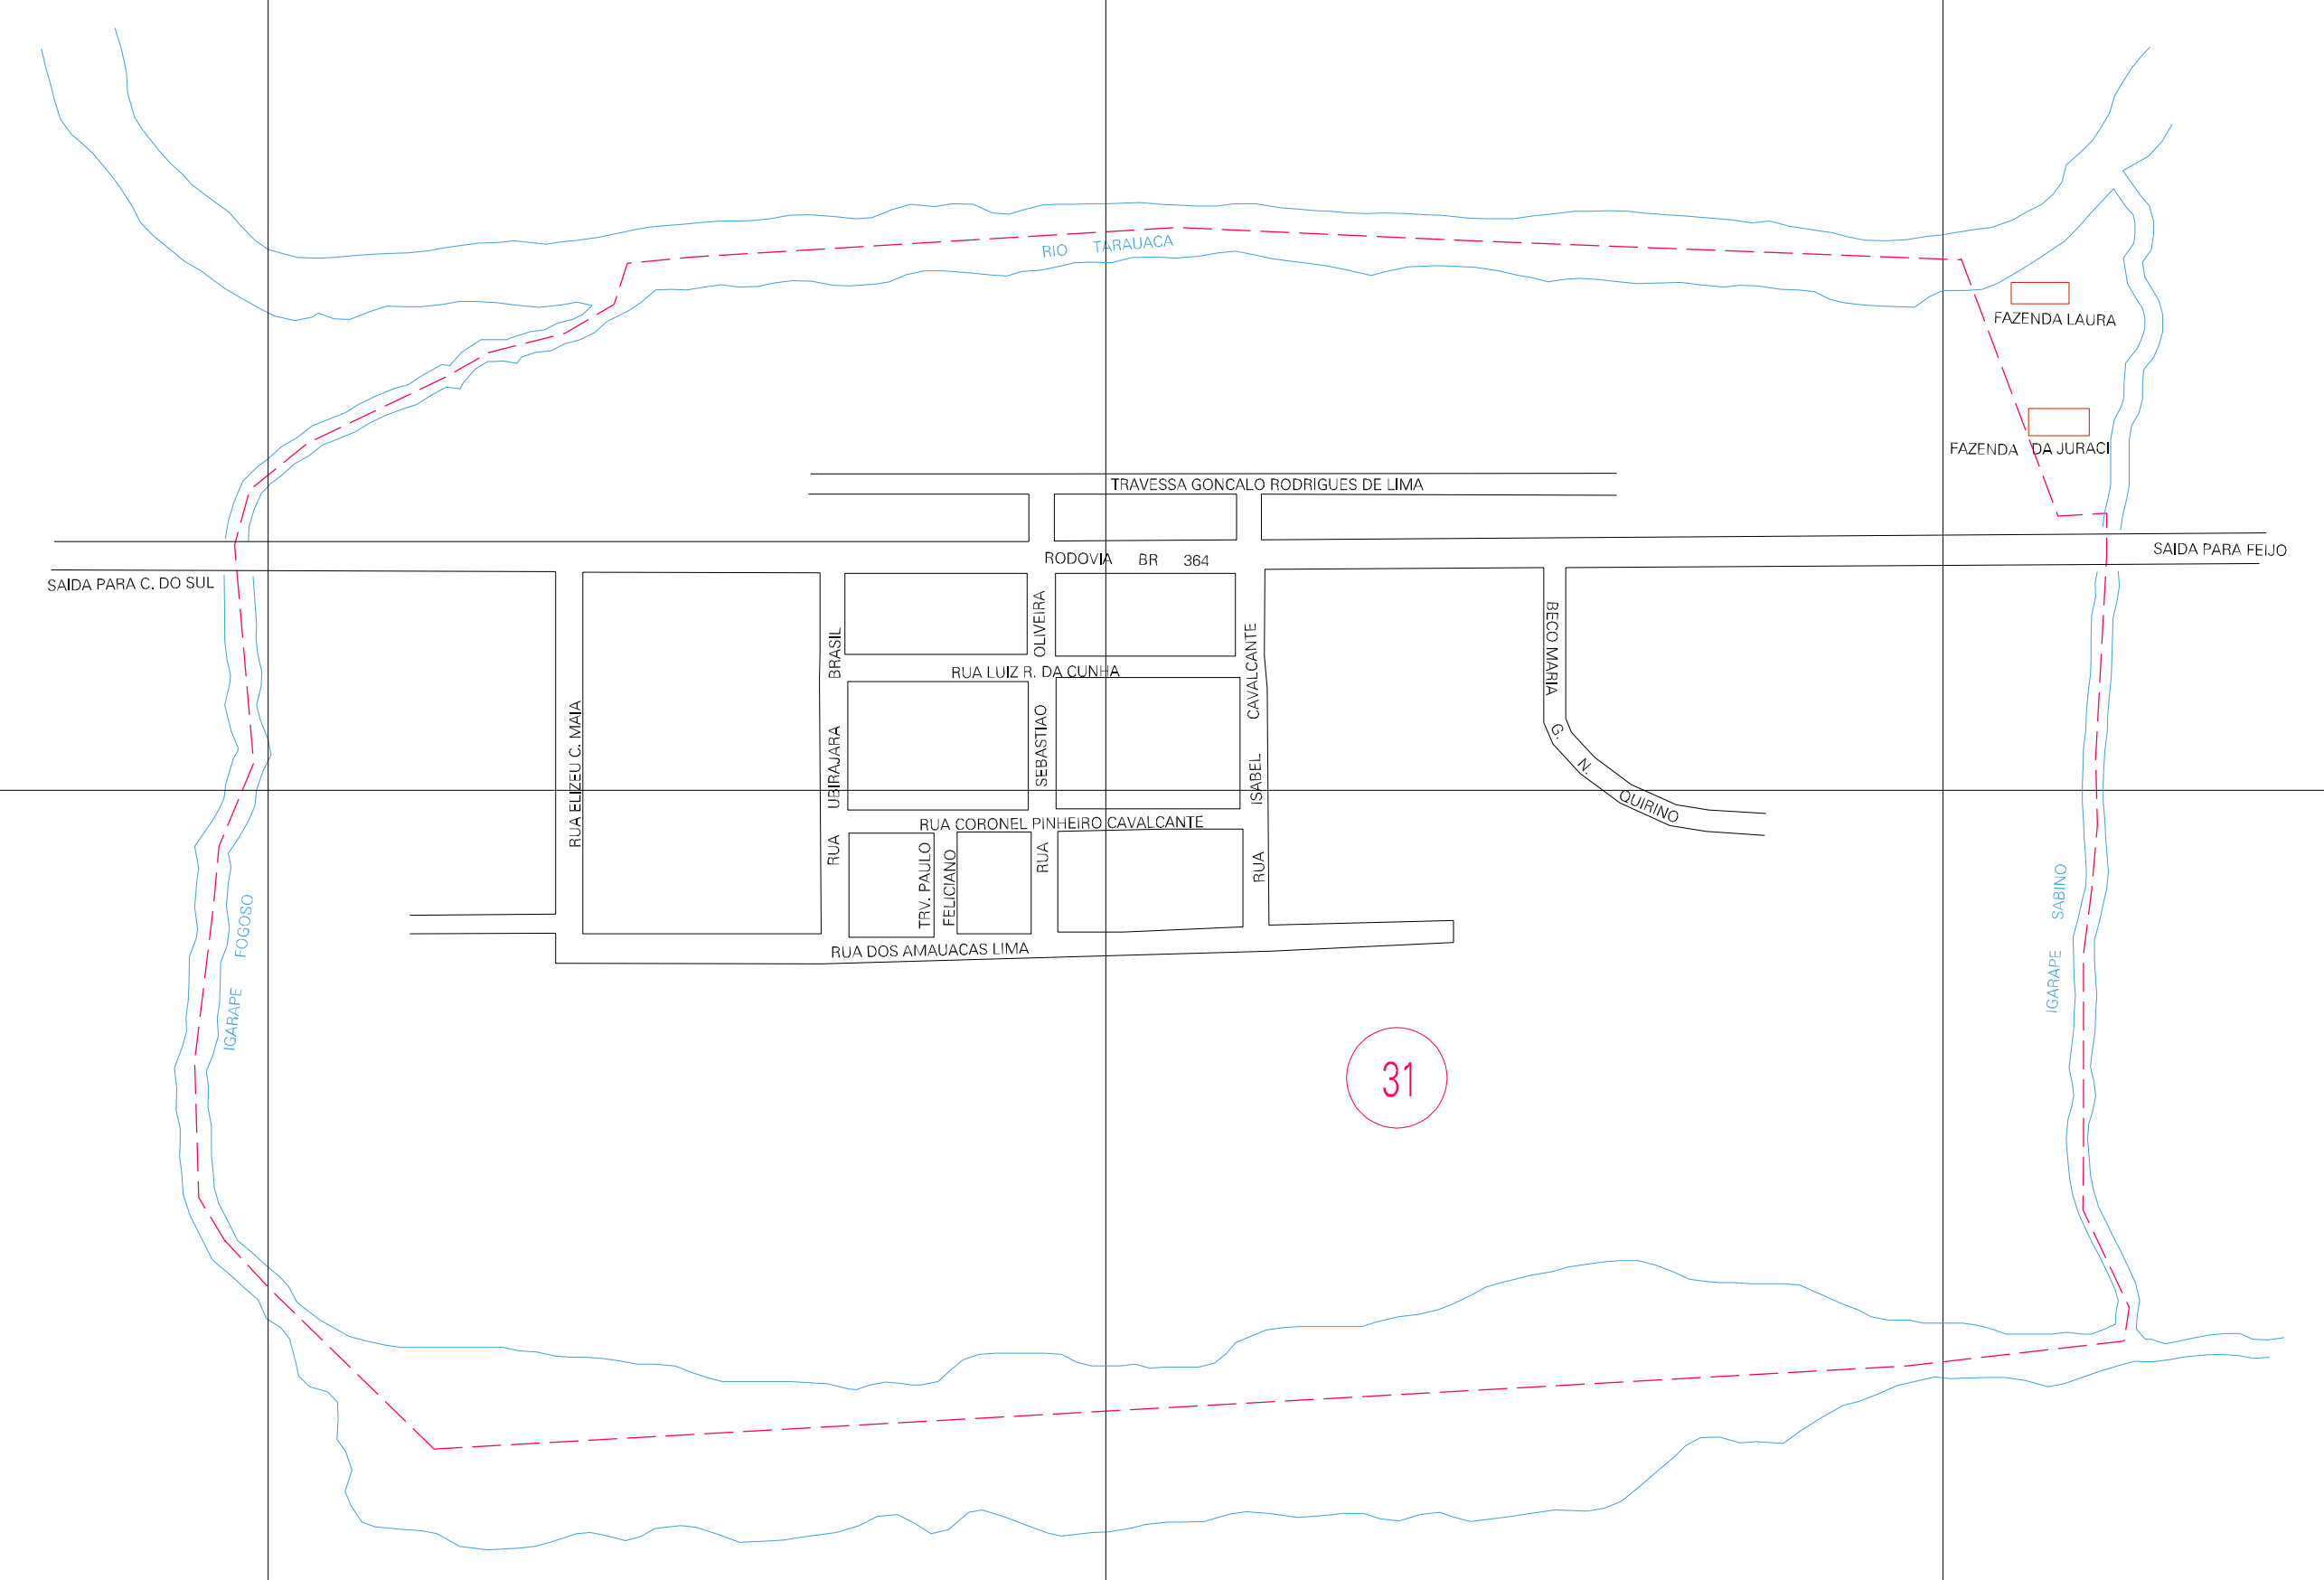 RIO TARAUACA
FAZENDA LAURA
FAZENDA DA JURACI
TRAVESSA GONCALO RODRIGUES DE LIMA
RODOVIA BR 364
SAIDA PARA FEIJO
SAIDA PARA C. DO SUL
RUA ELIZEU C. MAIA
RUA UBIRAJARA BRASIL
RUA SEBASTIAO OLIVEIRA
RUA ISABEL CAVALCANTE
BECO MARIA G. N. QUIRINO
RUA LUIZ R. DA CUNHA
RUA CORONEL PINHEIRO CAVALCANTE
TRV. PAULO
FELICIANO
RUA DOS AMAUACAS LIMA
IGARAPE FOGOSO
IGARAPE SABINO
31